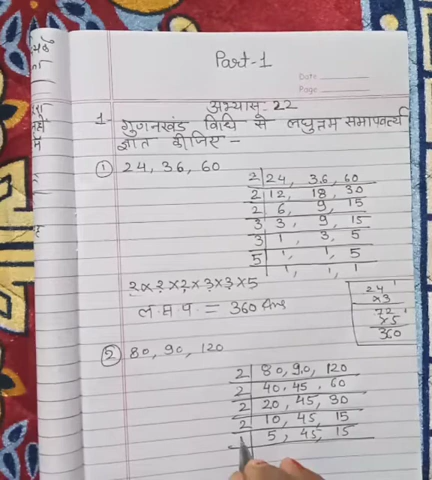 Part-1
Date
Page
अभ्यास-22
1- गुणनखंड विधि से लघुतम समापवर्त्य
ज्ञात कीजिए-
① 24, 36, 60
2 | 24, 36, 60
2 | 12, 18, 30
2 | 6, 9, 15
3 | 3, 9, 15
3 | 1, 3, 5
5 | 1, 1, 5
1, 1, 1
2×2×2×3×3×5
ल.स.प. = 360 Ans
24
×3
72
×5
360
② 80, 90, 120
2 | 80, 90, 120
2 | 40, 45, 60
2 | 20, 45, 30
2 | 10, 45, 15
5, 45, 15